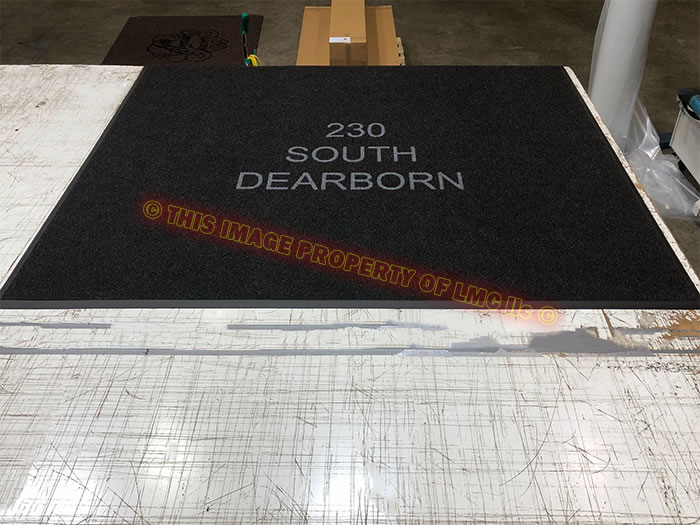 230
SOUTH
DEARBORN
© THIS IMAGE PROPERTY OF LMC llc ©